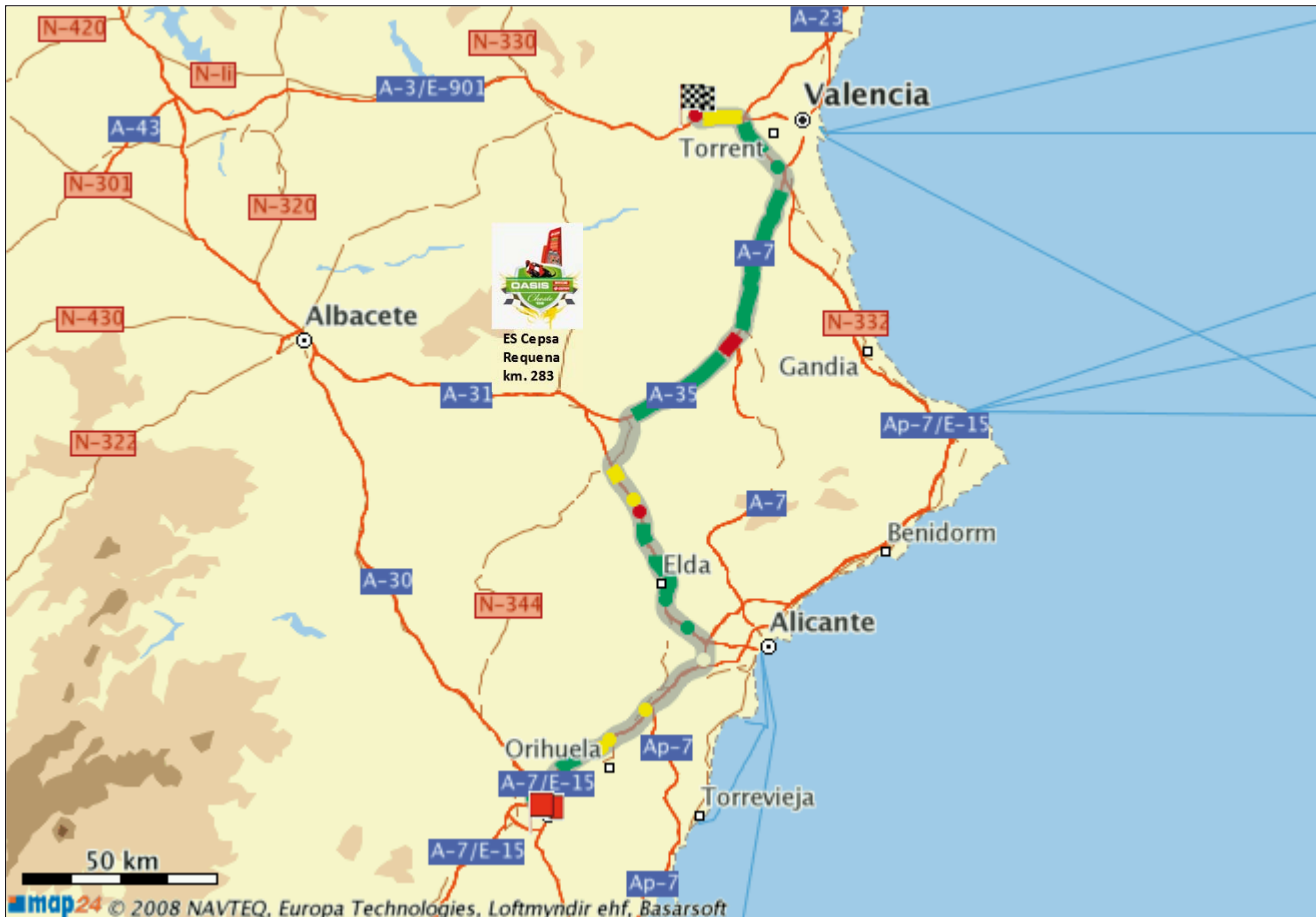 A-23
N-420
N-330
N-Ii
A-3/E-901
Valencia
A-43
Torrent
N-301
N-320
A-7
OASIS
Cheste
ES Cepsa
Requena
km. 283
Albacete
N-430
N-332
Gandia
A-31
A-35
Ap-7/E-15
N-322
A-7
Benidorm
Elda
A-30
N-344
Alicante
Orihuela
Ap-7
A-7/E-15
Torrevieja
A-7/E-15
50 km
Ap-7
map24 © 2008 NAVTEQ, Europa Technologies, Loftmyndir ehf, Basarsoft